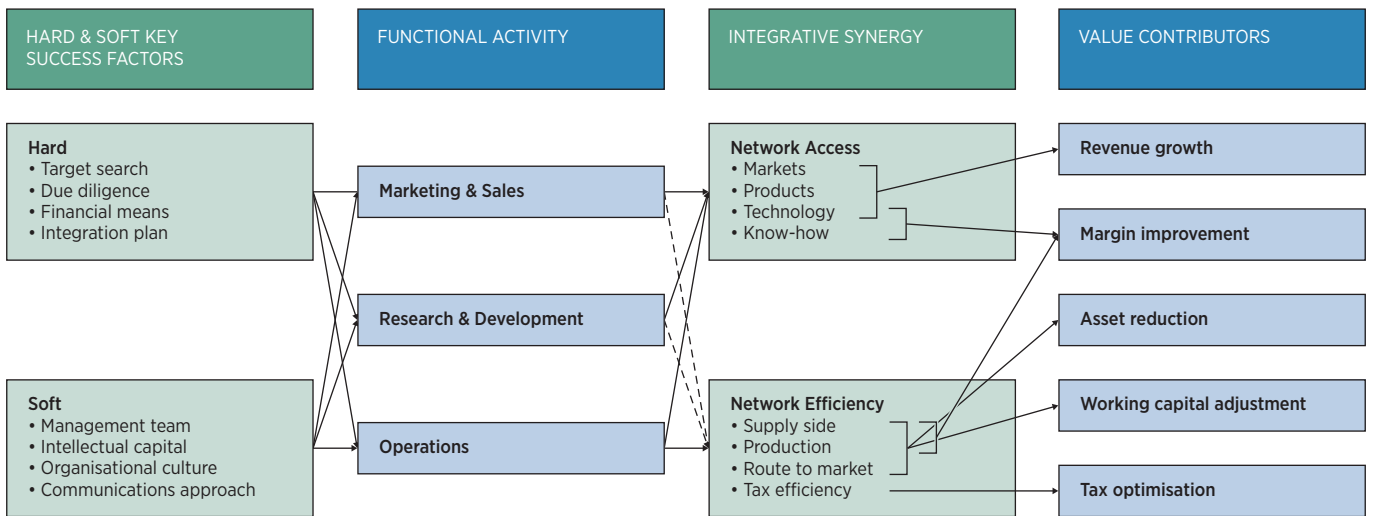 HARD & SOFT KEY
SUCCESS FACTORS
FUNCTIONAL ACTIVITY
INTEGRATIVE SYNERGY
VALUE CONTRIBUTORS
Hard
• Target search
• Due diligence
• Financial means
• Integration plan
Soft
• Management team
• Intellectual capital
• Organisational culture
• Communications approach
Marketing & Sales
Research & Development
Operations
Network Access
• Markets
• Products
• Technology
• Know-how
Network Efficiency
• Supply side
• Production
• Route to market
• Tax efficiency
Revenue growth
Margin improvement
Asset reduction
Working capital adjustment
Tax optimisation